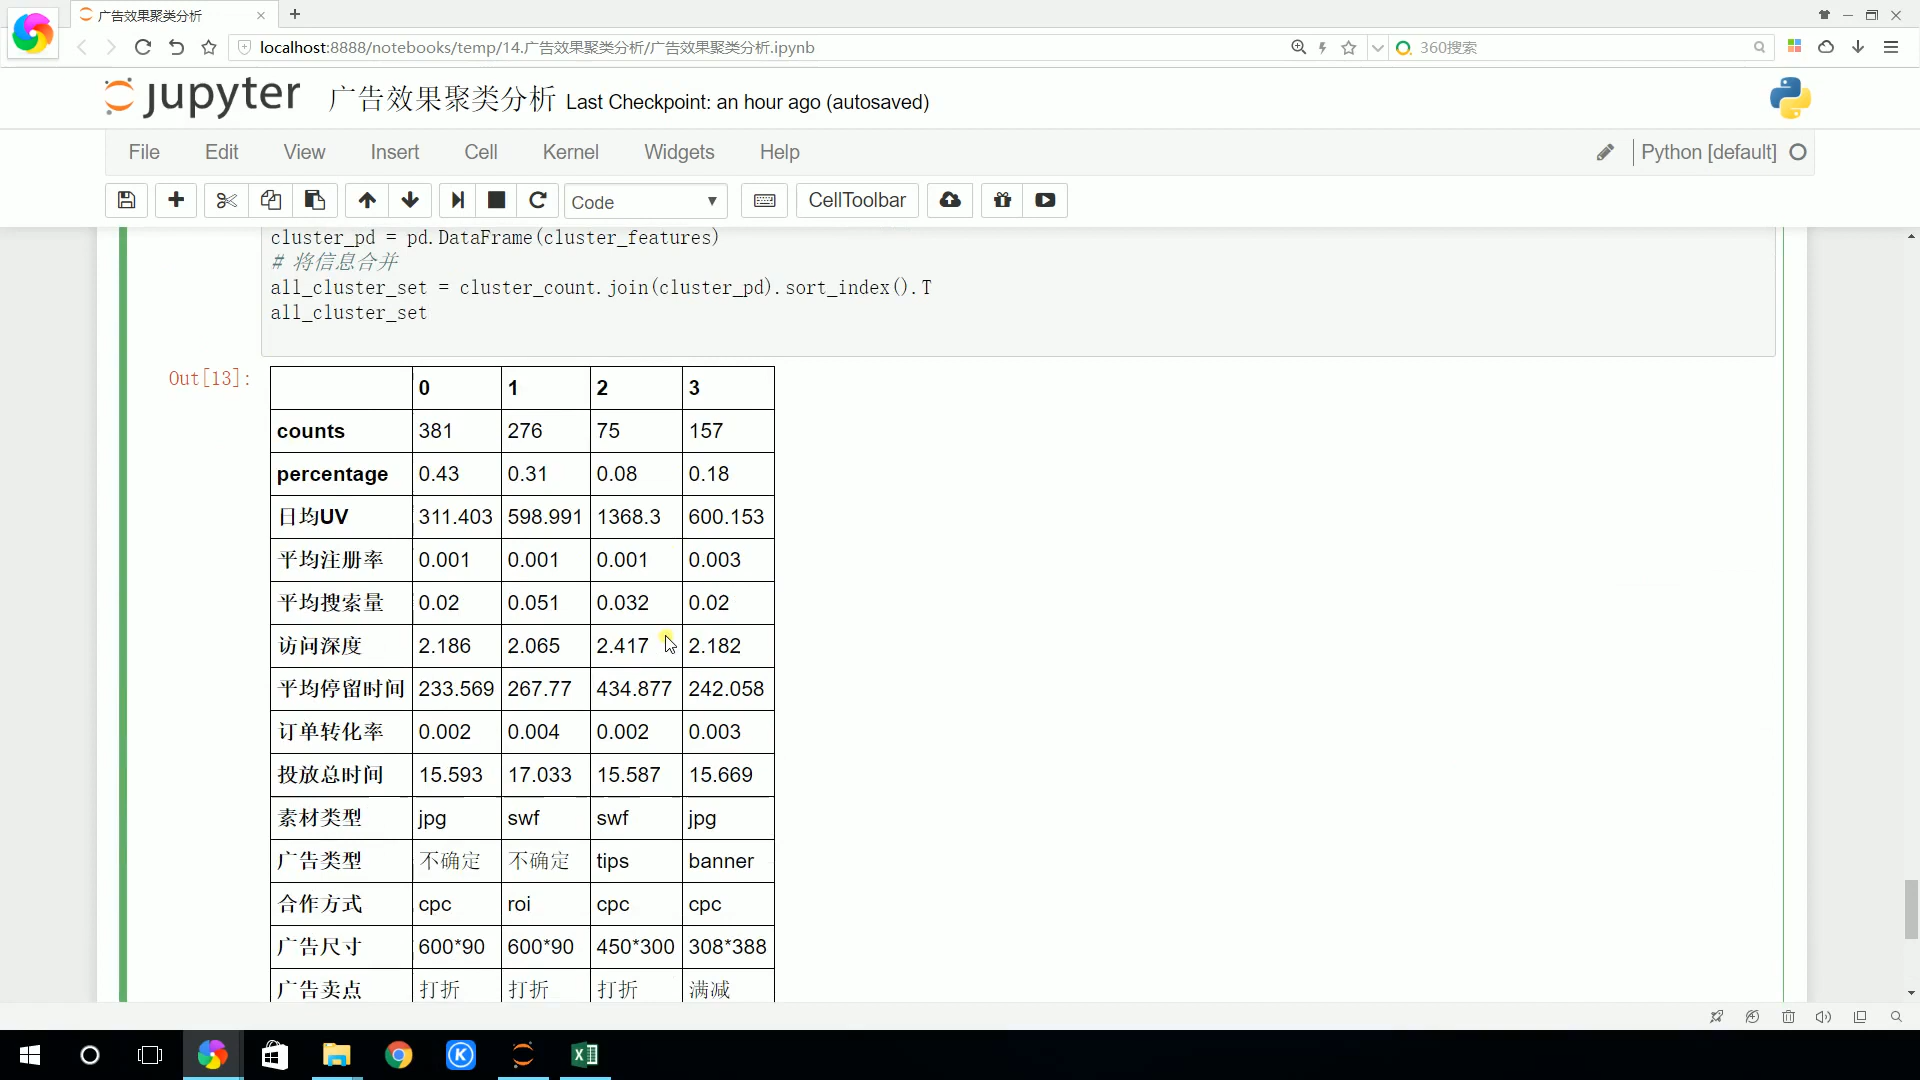 广告效果聚类分析
localhost:8888/notebooks/temp/14.广告效果聚类分析/广告效果聚类分析.ipynb
360搜索
jupyter 广告效果聚类分析 Last Checkpoint: an hour ago (autosaved)
File Edit View Insert Cell Kernel Widgets Help Python [default]
Code CellToolbar
cluster_pd = pd.DataFrame(cluster_features)
# 将信息合并
all_cluster_set = cluster_count.join(cluster_pd).sort_index().T
all_cluster_set
Out[13]:
0 1 2 3
counts 381 276 75 157
percentage 0.43 0.31 0.08 0.18
日均UV 311.403 598.991 1368.3 600.153
平均注册率 0.001 0.001 0.001 0.003
平均搜索量 0.02 0.051 0.032 0.02
访问深度 2.186 2.065 2.417 2.182
平均停留时间 233.569 267.77 434.877 242.058
订单转化率 0.002 0.004 0.002 0.003
投放总时间 15.593 17.033 15.587 15.669
素材类型 jpg swf swf jpg
广告类型 不确定 不确定 tips banner
合作方式 cpc roi cpc cpc
广告尺寸 600*90 600*90 450*300 308*388
广告卖点 打折 打折 打折 满减